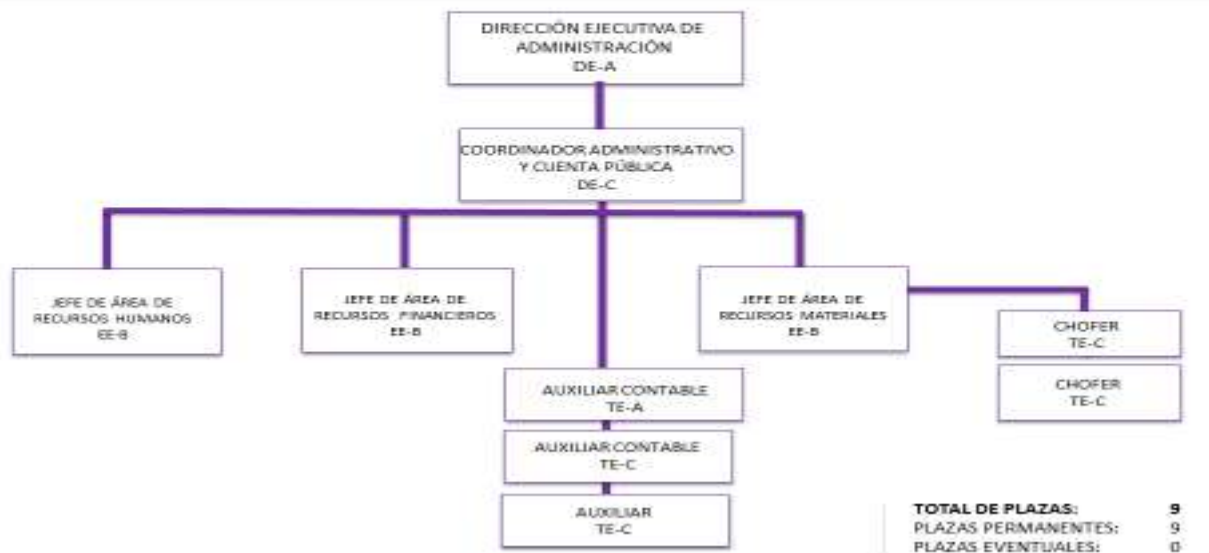 DIRECCIÓN EJECUTIVA DE
ADMINISTRACIÓN
DE-A
COORDINADOR ADMINISTRATIVO
Y CUENTA PÚBLICA
DE-C
JEFE DE ÁREA DE
RECURSOS HUMANOS
EE-B
JEFE DE ÁREA DE
RECURSOS FINANCIEROS
EE-B
JEFE DE ÁREA DE
RECURSOS MATERIALES
EE-B
CHOFER
TE-C
CHOFER
TE-C
AUXILIAR CONTABLE
TE-A
AUXILIAR CONTABLE
TE-C
AUXILIAR
TE-C
TOTAL DE PLAZAS: 9
PLAZAS PERMANENTES: 9
PLAZAS EVENTUALES: 0